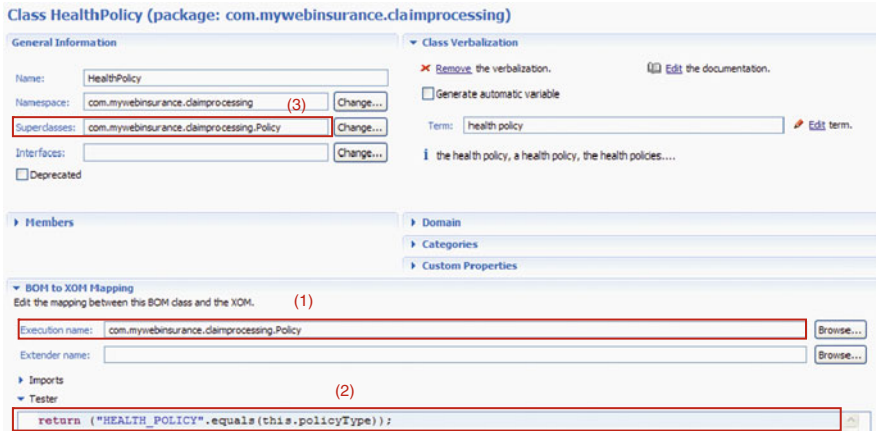 Class HealthPolicy (package: com.mywebinsurance.claimprocessing)
General Information
Name: HealthPolicy
Namespace: com.mywebinsurance.claimprocessing Change...
(3)
Superclasses: com.mywebinsurance.claimprocessing.Policy Change...
Interfaces: Change...
Deprecated
Class Verbalization
Remove the verbalization. Edit the documentation.
Generate automatic variable
Term: health policy Edit term.
i the health policy, a health policy, the health policies....
Members
Domain
Categories
Custom Properties
BOM to XOM Mapping
Edit the mapping between this BOM class and the XOM.
(1)
Execution name: com.mywebinsurance.claimprocessing.Policy Browse...
Extender name: Browse...
Imports
Tester
(2)
return ("HEALTH_POLICY".equals(this.policyType));